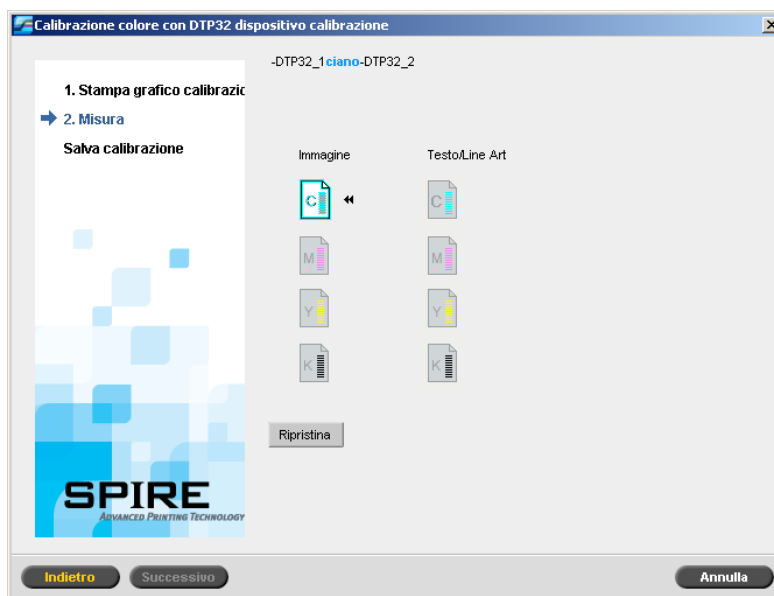 Calibrazione colore con DTP32 dispositivo calibrazione
-DTP32_1ciano-DTP32_2
1. Stampa grafico calibrazic
2. Misura
Salva calibrazione
Immagine Testo/Line Art
C C
M M
Y Y
K K
Ripristina
SPIRE
ADVANCED PRINTING TECHNOLOGY
Indietro Successivo Annulla